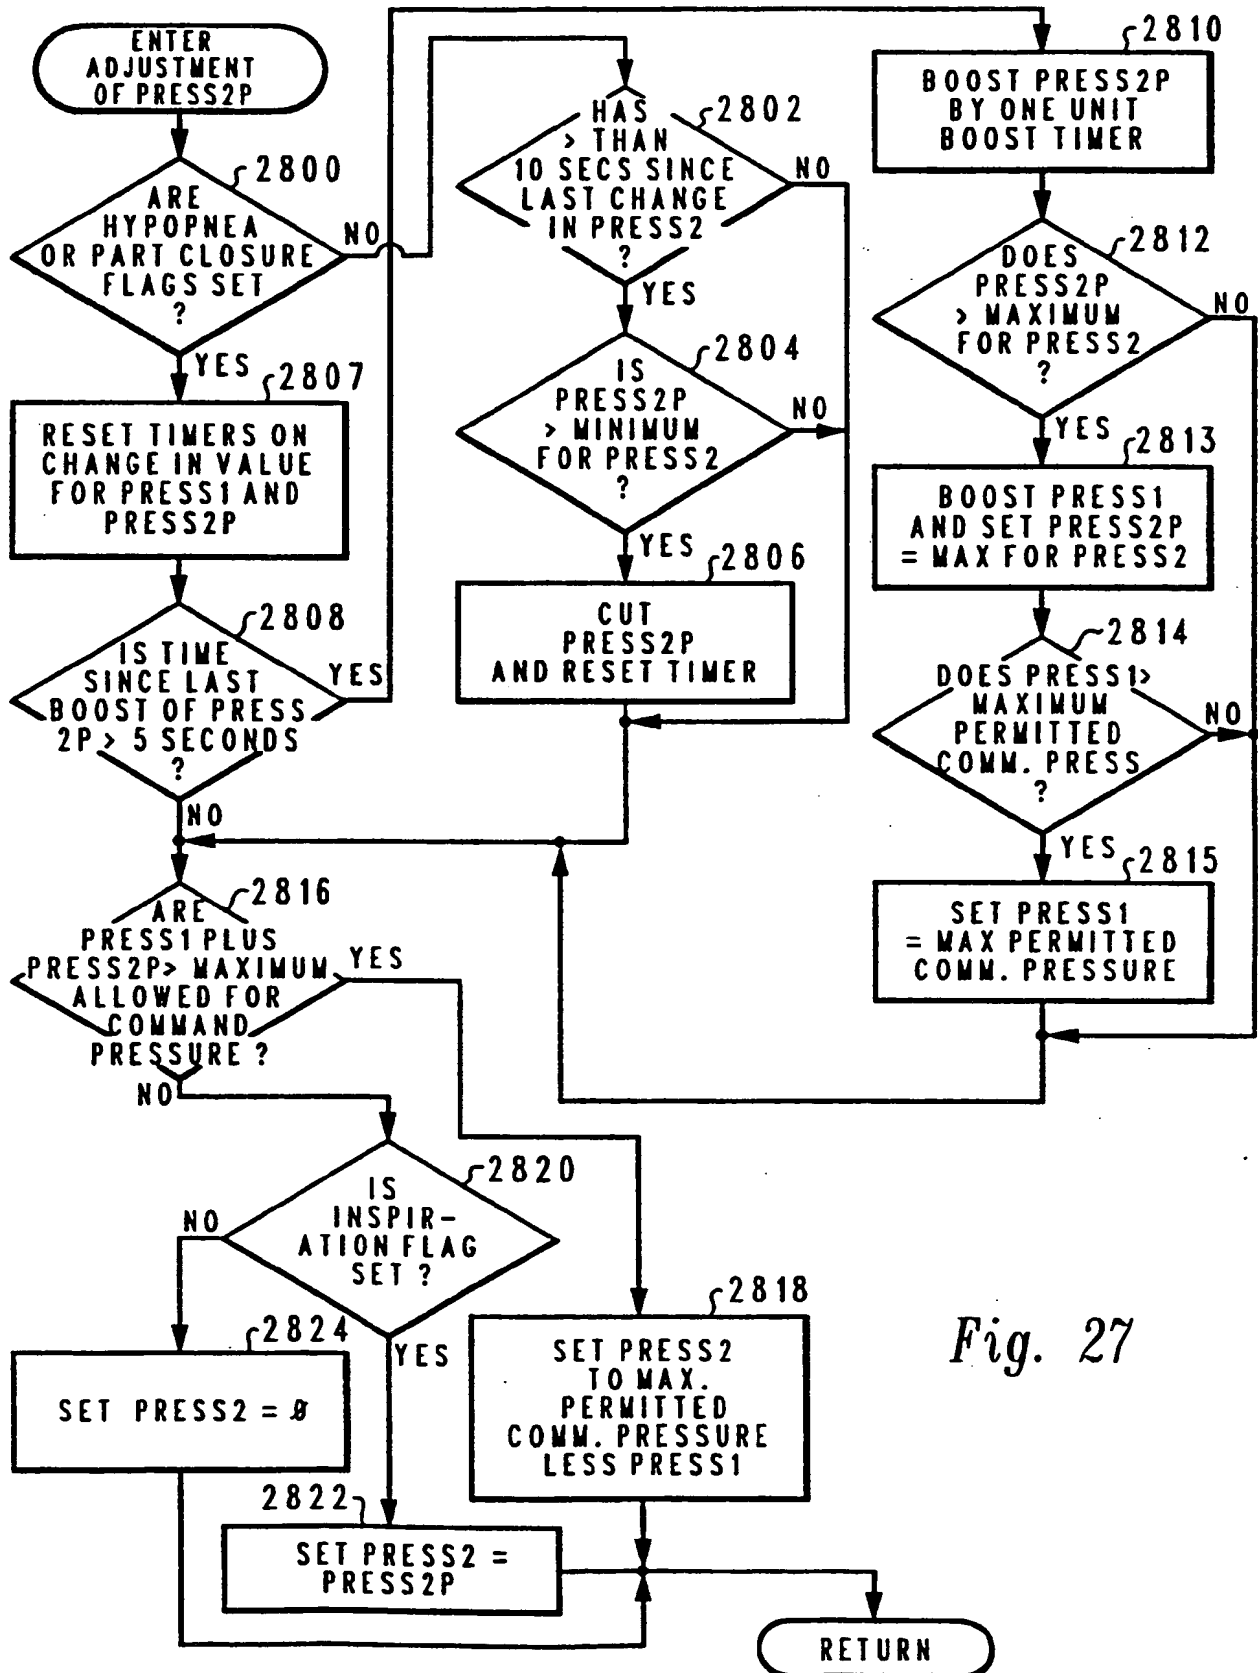 ENTER
ADJUSTMENT
OF PRESS2P
2800
ARE
HYPOPNEA
OR PART CLOSURE
FLAGS SET
?
NO
YES
2807
RESET TIMERS ON
CHANGE IN VALUE
FOR PRESS1 AND
PRESS2P
2808
IS TIME
SINCE LAST
BOOST OF PRESS
2P > 5 SECONDS
?
YES
NO
2802
HAS
> THAN
10 SECS SINCE
LAST CHANGE
IN PRESS2
?
NO
YES
2804
IS
PRESS2P
> MINIMUM
FOR PRESS2
?
NO
YES
2806
CUT
PRESS2P
AND RESET TIMER
2810
BOOST PRESS2P
BY ONE UNIT
BOOST TIMER
2812
DOES
PRESS2P
> MAXIMUM
FOR PRESS2
?
NO
YES
2813
BOOST PRESS1
AND SET PRESS2P
= MAX FOR PRESS2
2814
DOES PRESS1>
MAXIMUM
PERMITTED
COMM. PRESS
?
NO
YES
2815
SET PRESS1
= MAX PERMITTED
COMM. PRESSURE
2816
ARE
PRESS1 PLUS
PRESS2P> MAXIMUM
ALLOWED FOR
COMMAND
PRESSURE ?
YES
NO
2820
IS
INSPIR-
ATION FLAG
SET ?
NO
YES
2824
SET PRESS2 = 0
2822
SET PRESS2 =
PRESS2P
2818
SET PRESS2
TO MAX.
PERMITTED
COMM. PRESSURE
LESS PRESS1
RETURN
Fig. 27